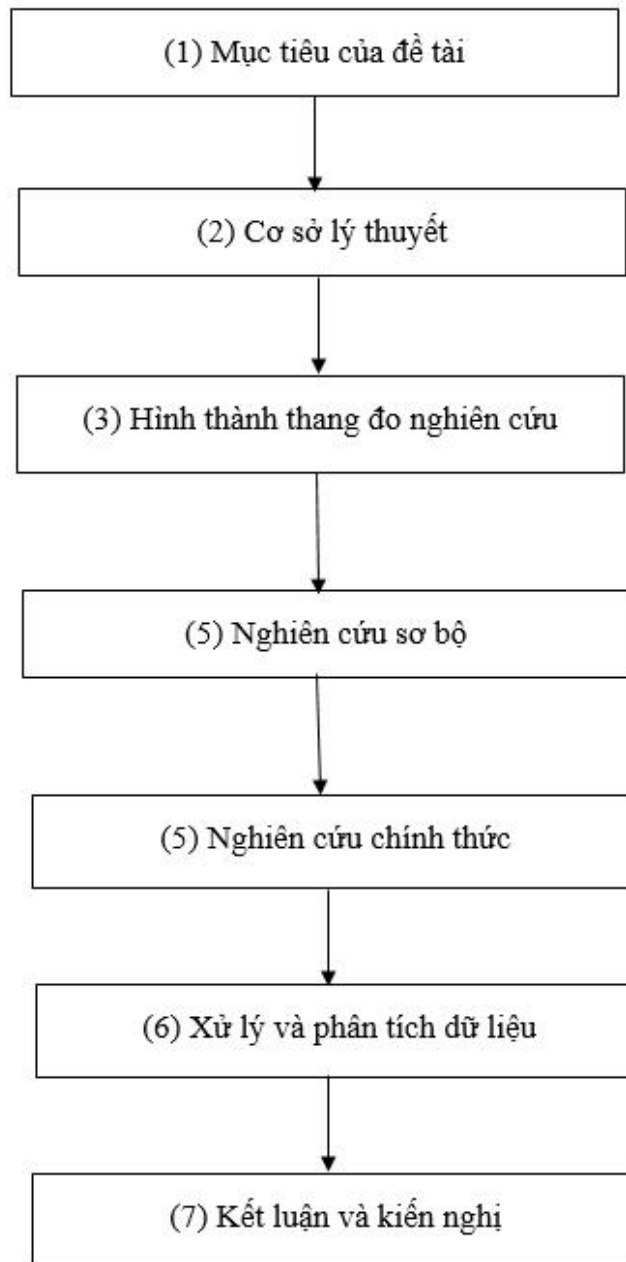 (1) Mục tiêu của đề tài
(2) Cơ sở lý thuyết
(3) Hình thành thang đo nghiên cứu
(5) Nghiên cứu sơ bộ
(5) Nghiên cứu chính thức
(6) Xử lý và phân tích dữ liệu
(7) Kết luận và kiến nghị